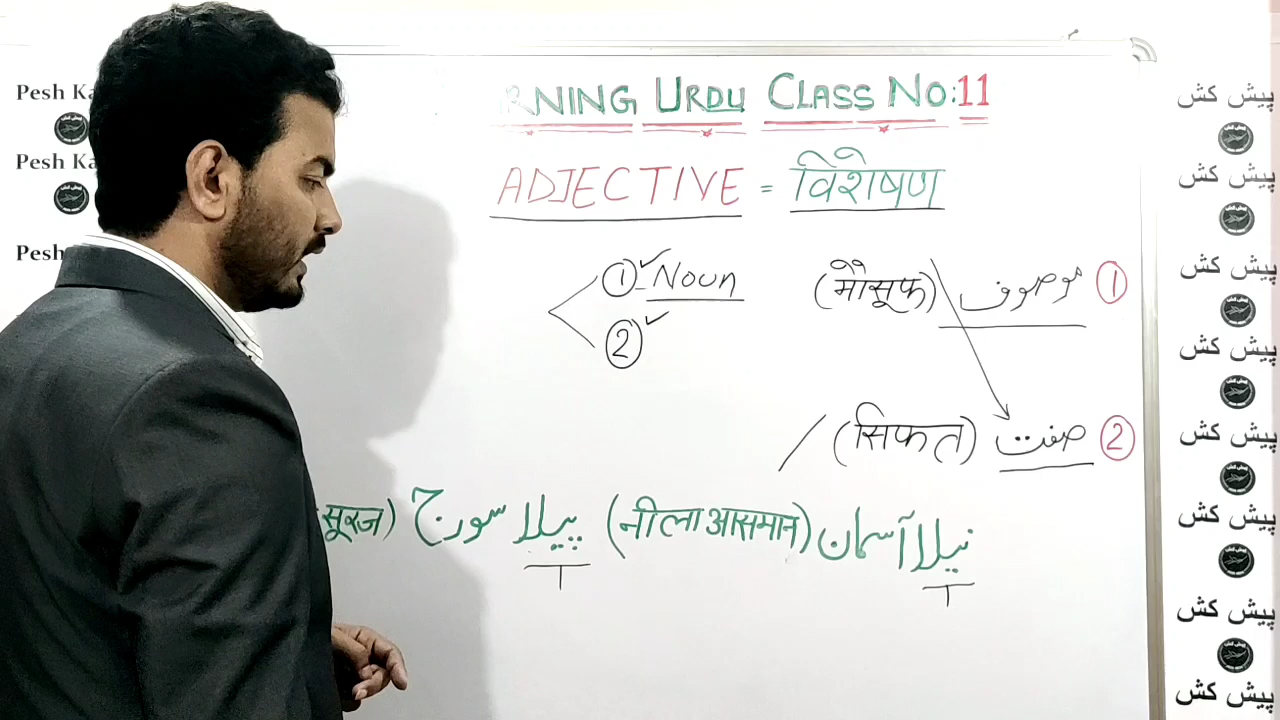 RNING URDU CLASS NO:11
ADJECTIVE = विशेषण
① Noun
②
① موصوف (मौसूफ)
② صفت (सिफत)
نیلا آسمان (नीला आसमान) پیلا سورج (सूरज)
Pesh Ka
Pesh Ka
Pesh
پیش کش
پیش کش
پیش کش
پیش کش
پیش کش
پیش کش
پیش کش
پیش کش